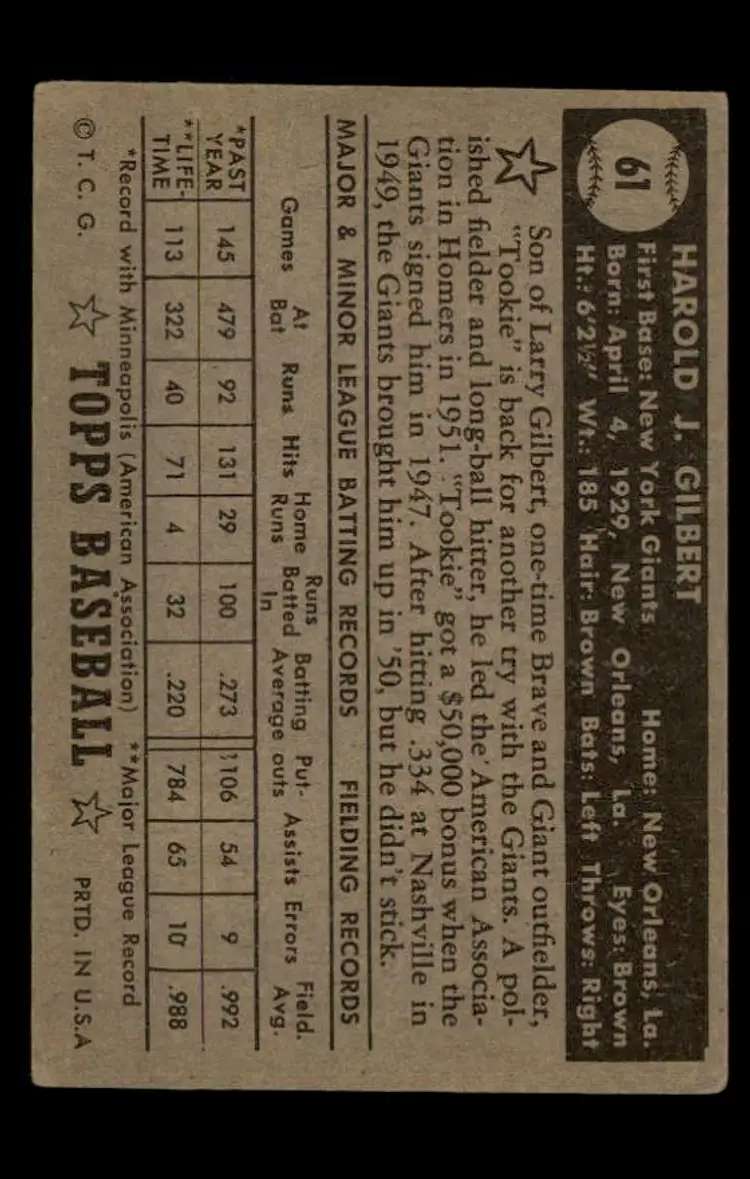 61
HAROLD J. GILBERT
First Base: New York Giants Home: New Orleans, La.
Born: April 4, 1929, New Orleans, La. Eyes: Brown
Ht.: 6'2½" Wt.: 185 Hair: Brown Bats: Left Throws: Right
Son of Larry Gilbert, one-time Brave and Giant outfielder,
"Tookie" is back for another try with the Giants. A pol-
ished fielder and long-ball hitter, he led the American Associa-
tion in Homers in 1951. "Tookie" got a $50,000 bonus when the
Giants signed him in 1947. After hitting .334 at Nashville in
1949, the Giants brought him up in '50, but he didn't stick.
MAJOR & MINOR LEAGUE BATTING RECORDS FIELDING RECORDS
Games At Bat Runs Hits Home Runs Runs Batted In Batting Average Put-outs Assists Errors Field. Avg.
*PAST YEAR 145 479 92 131 29 100 .273 1106 54 9 .992
**LIFE-TIME 113 322 40 71 4 32 .220 784 65 10 .988
*Record with Minneapolis (American Association) **Major League Record
© T. C. G. ☆ TOPPS BASEBALL ☆ PRTD. IN U.S.A